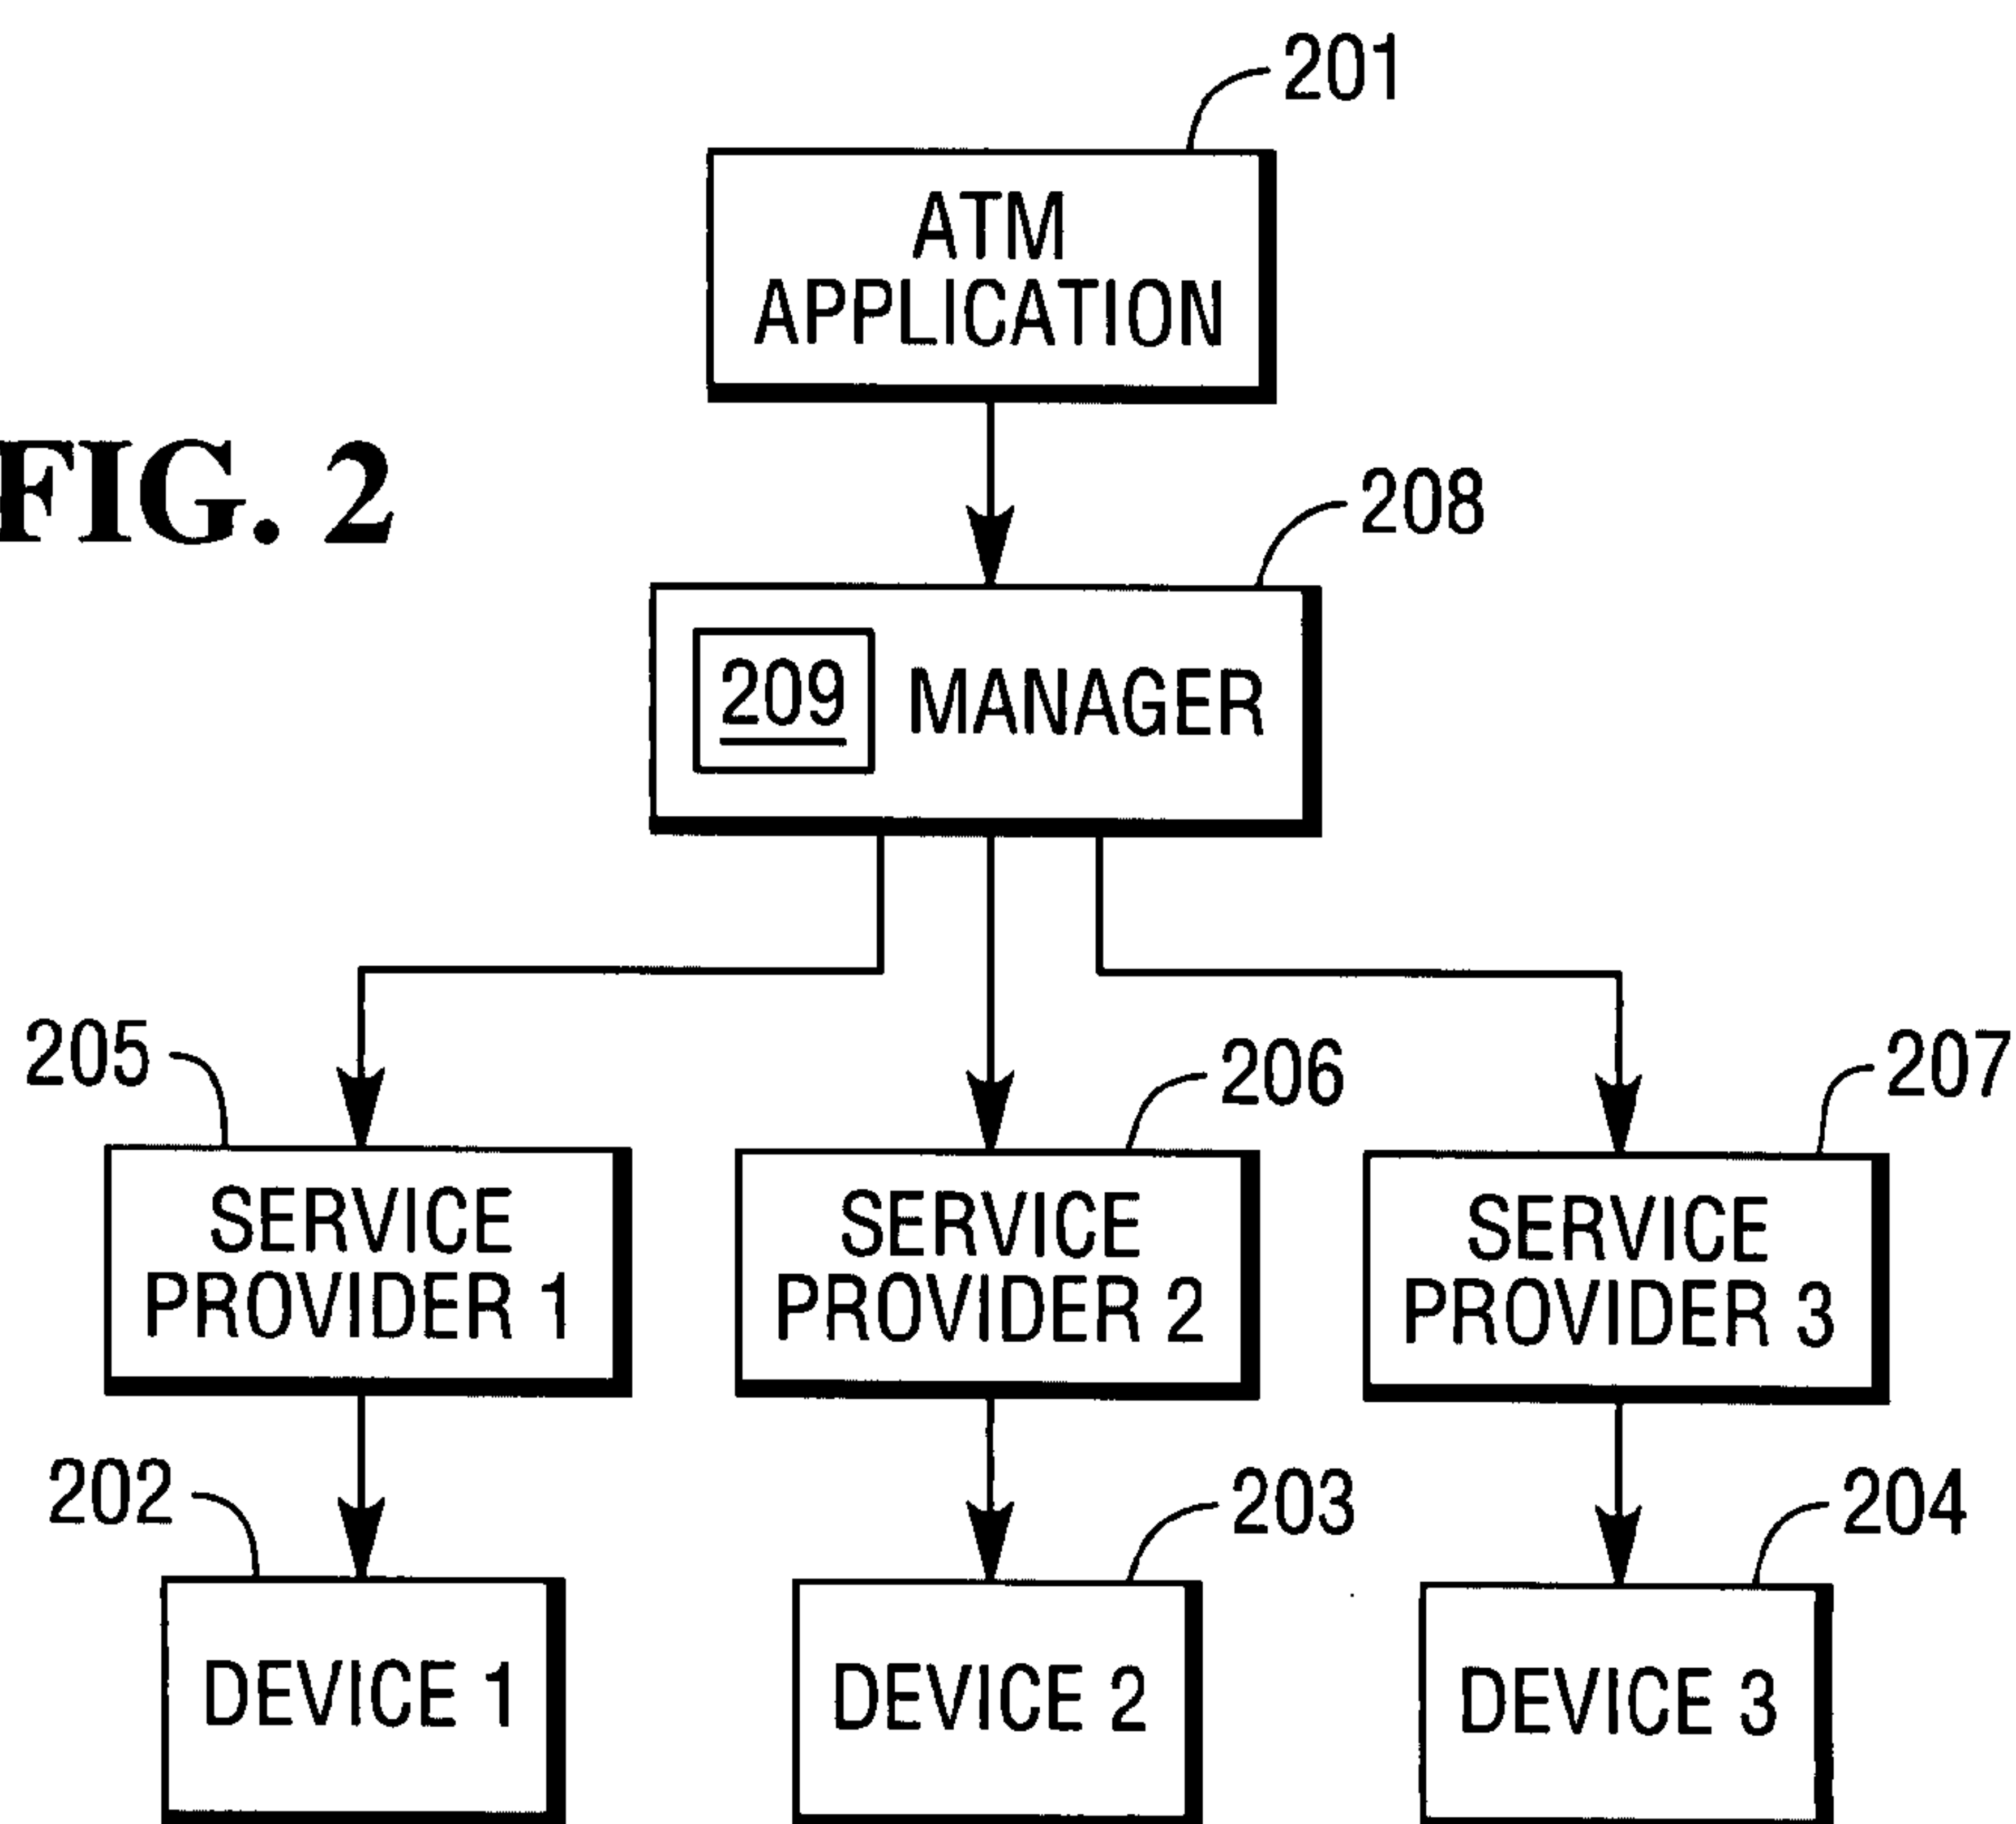 201
ATM
APPLICATION
FIG. 2
208
209 MANAGER
205
206
207
SERVICE
PROVIDER 1
SERVICE
PROVIDER 2
SERVICE
PROVIDER 3
202
203
204
DEVICE 1
DEVICE 2
DEVICE 3